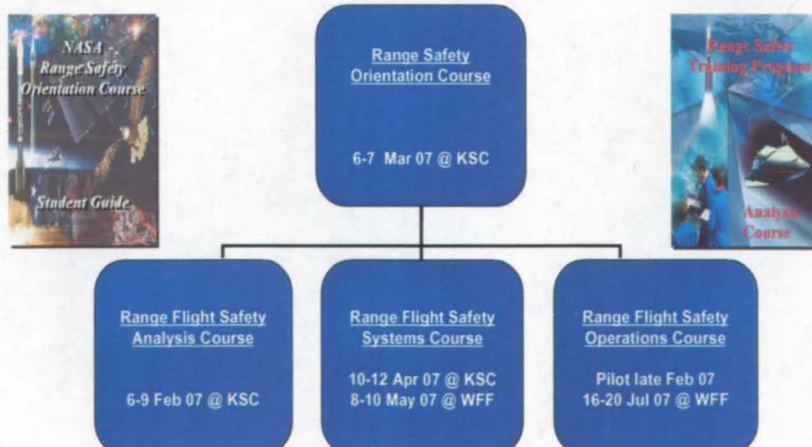 NASA -
Range Safety
Orientation Course
Student Guide
Range Safety
Orientation Course
6-7 Mar 07 @ KSC
Range Safety
Training Program
Analysis
Course
Range Flight Safety
Analysis Course
6-9 Feb 07 @ KSC
Range Flight Safety
Systems Course
10-12 Apr 07 @ KSC
8-10 May 07 @ WFF
Range Flight Safety
Operations Course
Pilot late Feb 07
16-20 Jul 07 @ WFF